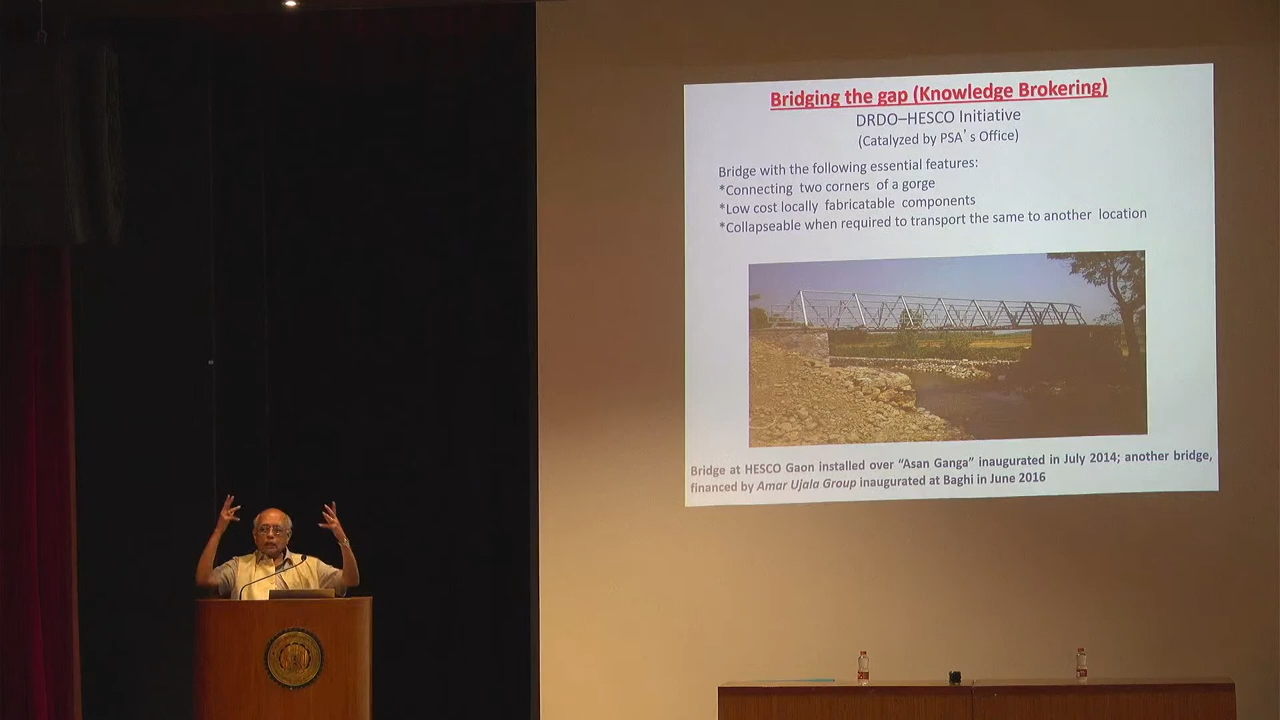 Bridging the gap (Knowledge Brokering)
DRDO–HESCO Initiative
(Catalyzed by PSA's Office)
Bridge with the following essential features:
*Connecting two corners of a gorge
*Low cost locally fabricatable components
*Collapseable when required to transport the same to another location
Bridge at HESCO Gaon installed over “Asan Ganga” inaugurated in July 2014; another bridge,
financed by Amar Ujala Group inaugurated at Baghi in June 2016